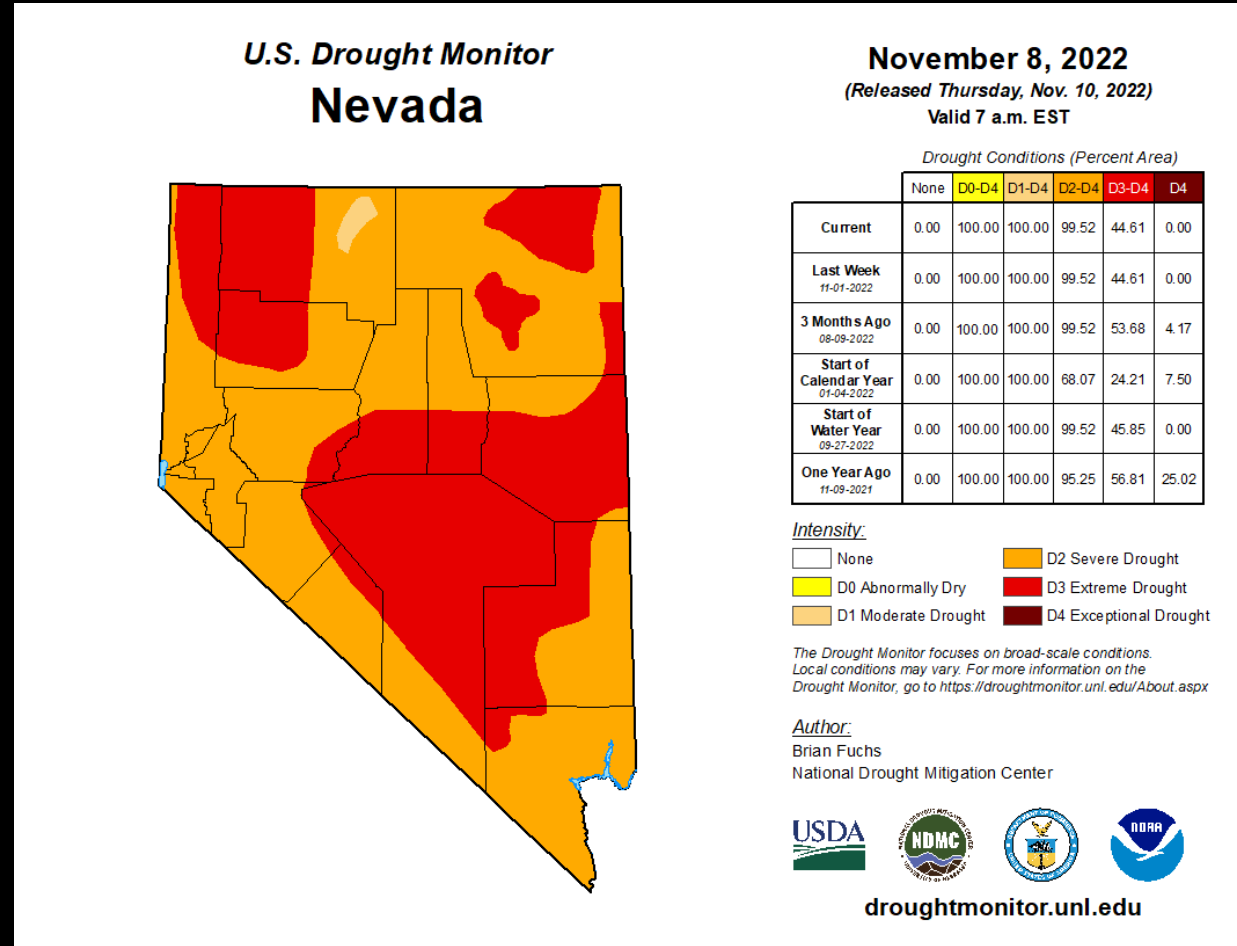 U.S. Drought Monitor
Nevada
November 8, 2022
(Released Thursday, Nov. 10, 2022)
Valid 7 a.m. EST
Drought Conditions (Percent Area)
None D0-D4 D1-D4 D2-D4 D3-D4 D4
Current 0.00 100.00 100.00 99.52 44.61 0.00
Last Week
11-01-2022 0.00 100.00 100.00 99.52 44.61 0.00
3 Months Ago
08-09-2022 0.00 100.00 100.00 99.52 53.68 4.17
Start of
Calendar Year
01-04-2022 0.00 100.00 100.00 68.07 24.21 7.50
Start of
Water Year
09-27-2022 0.00 100.00 100.00 99.52 45.85 0.00
One Year Ago
11-09-2021 0.00 100.00 100.00 95.25 56.81 25.02
Intensity:
None
D0 Abnormally Dry
D1 Moderate Drought
D2 Severe Drought
D3 Extreme Drought
D4 Exceptional Drought
The Drought Monitor focuses on broad-scale conditions.
Local conditions may vary. For more information on the
Drought Monitor, go to https://droughtmonitor.unl.edu/About.aspx
Author:
Brian Fuchs
National Drought Mitigation Center
USDA
NDMC
NOAA
droughtmonitor.unl.edu